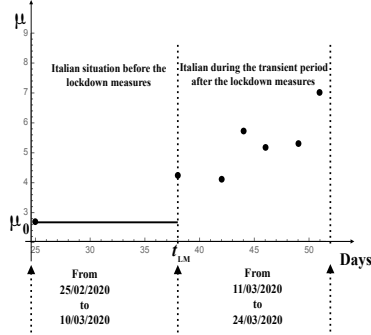 μ
9
8
Italian situation before the
lockdown measures
Italian during the transient period
after the lockdown measures
7
6
5
4
3
μ0
25
30
35
tLM
40
45
50
Days
From
25/02/2020
to
10/03/2020
From
11/03/2020
to
24/03/2020